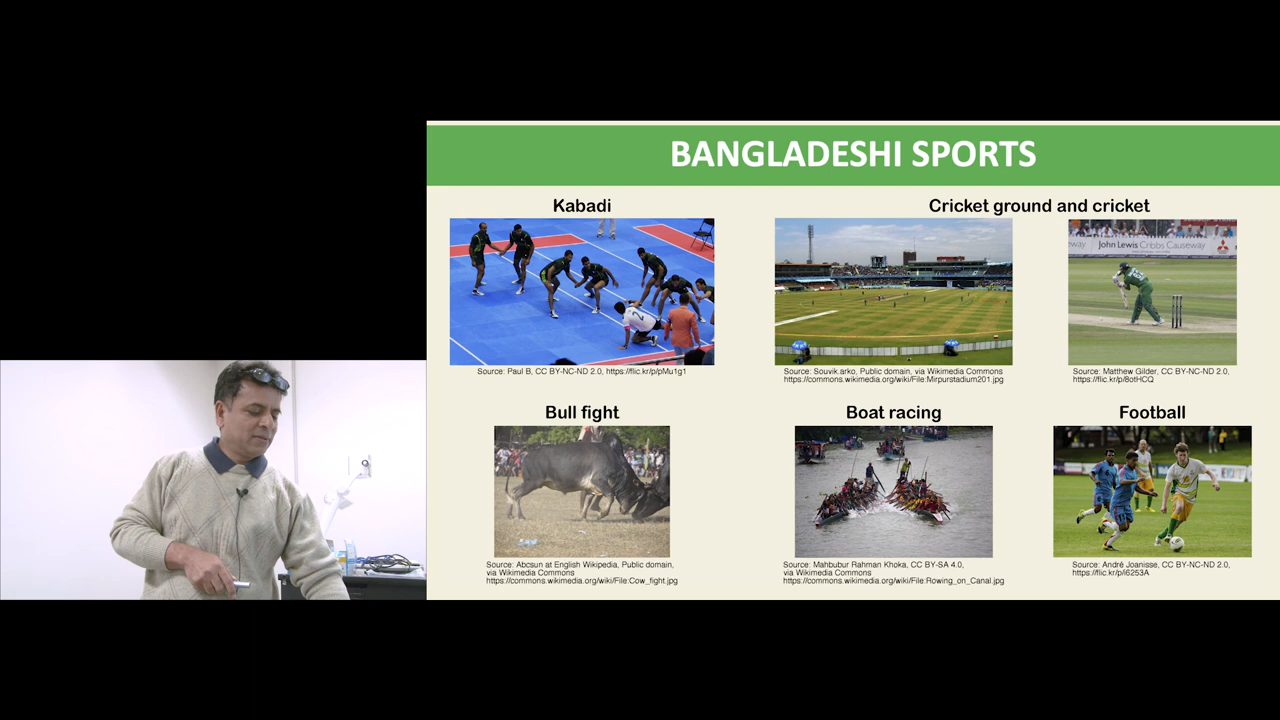 BANGLADESHI SPORTS
Kabadi
Cricket ground and cricket
John Lewis Cribbs Causeway
Source: Paul B, CC BY-NC-ND 2.0, https://flic.kr/p/pMu1g1
Source: Souvik.arko, Public domain, via Wikimedia Commons
https://commons.wikimedia.org/wiki/File:Mirpurstadium201.jpg
Source: Matthew Gilder, CC BY-NC-ND 2.0,
https://flic.kr/p/8otHCQ
Bull fight
Boat racing
Football
Source: Abcsun at English Wikipedia, Public domain,
via Wikimedia Commons
https://commons.wikimedia.org/wiki/File:Cow_fight.jpg
Source: Mahbubur Rahman Khoka, CC BY-SA 4.0,
via Wikimedia Commons
https://commons.wikimedia.org/wiki/File:Rowing_on_Canal.jpg
Source: André Joanisse, CC BY-NC-ND 2.0,
https://flic.kr/p/i6253A